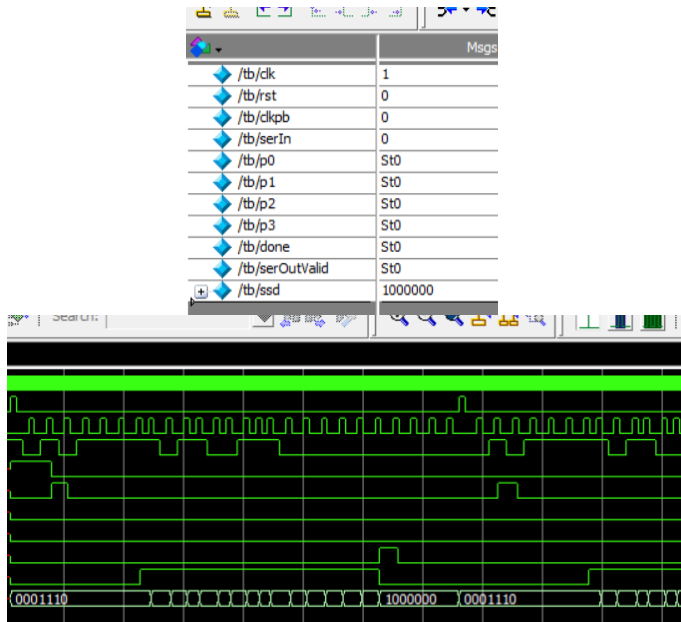 Msgs
/tb/clk 1
/tb/rst 0
/tb/clkpb 0
/tb/serIn 0
/tb/p0 St0
/tb/p1 St0
/tb/p2 St0
/tb/p3 St0
/tb/done St0
/tb/serOutValid St0
/tb/ssd 1000000
Search:
0001110 1000000 0001110